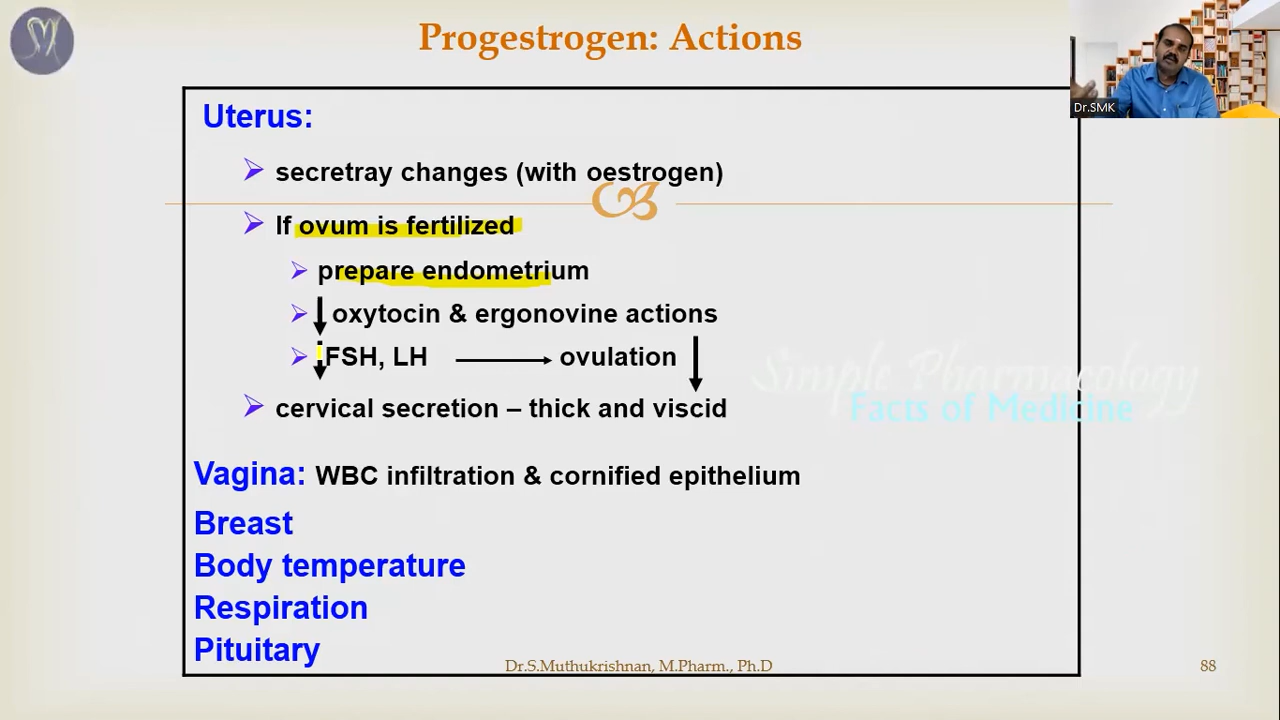 SM
Progestrogen: Actions
Dr.SMK
Uterus:
secretray changes (with oestrogen)
If ovum is fertilized
prepare endometrium
oxytocin & ergonovine actions
FSH, LH ovulation
cervical secretion – thick and viscid
Simple Pharmacology
Facts of Medicine
Vagina: WBC infiltration & cornified epithelium
Breast
Body temperature
Respiration
Pituitary
Dr.S.Muthukrishnan, M.Pharm., Ph.D 88